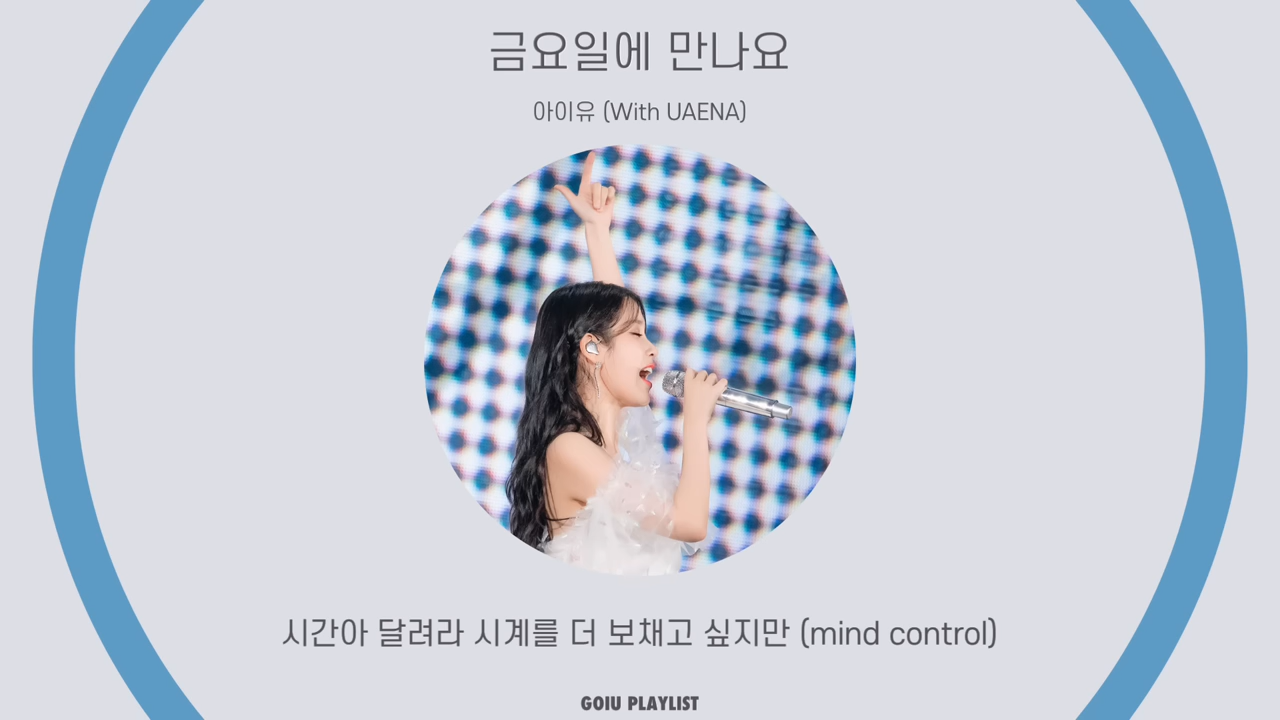 금요일에 만나요
아이유 (With UAENA)
시간아 달려라 시계를 더 보채고 싶지만 (mind control)
GOIU PLAYLIST